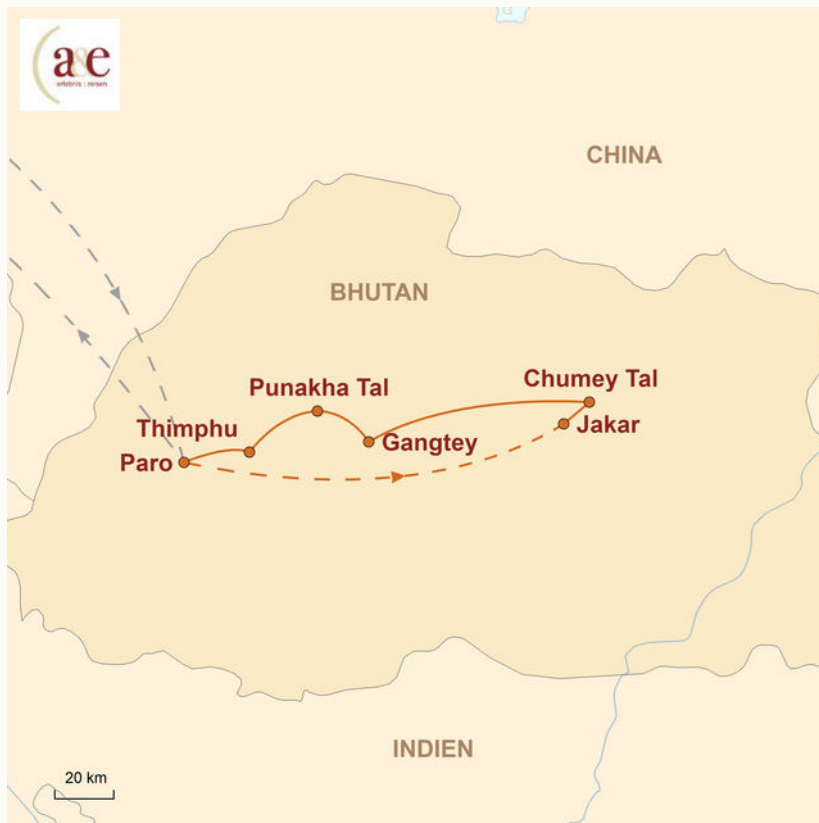 a&e
erlebnis : reisen
CHINA
BHUTAN
Chumey Tal
Punakha Tal
Jakar
Thimphu
Gangtey
Paro
INDIEN
20 km